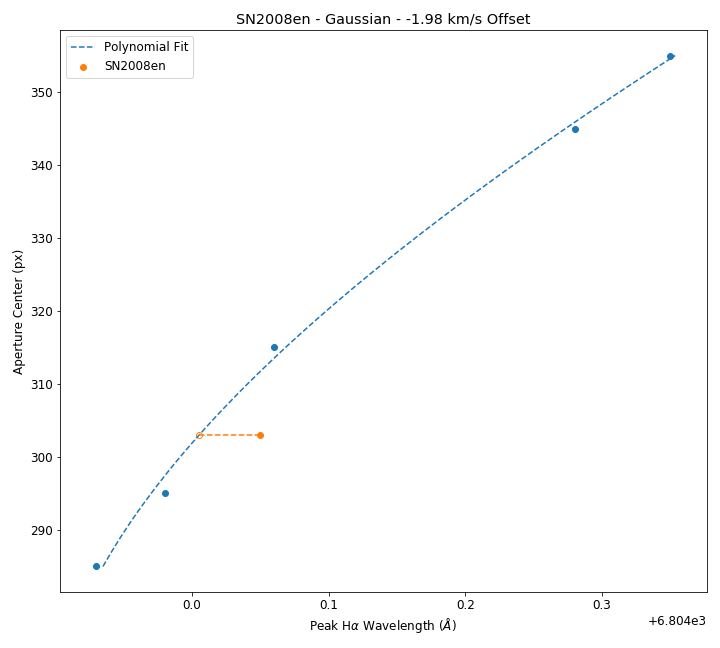 SN2008en - Gaussian - -1.98 km/s Offset
Polynomial Fit
SN2008en
350
340
330
320
310
300
290
Aperture Center (px)
0.0 0.1 0.2 0.3
+6.804e3
Peak Hα Wavelength (Å)